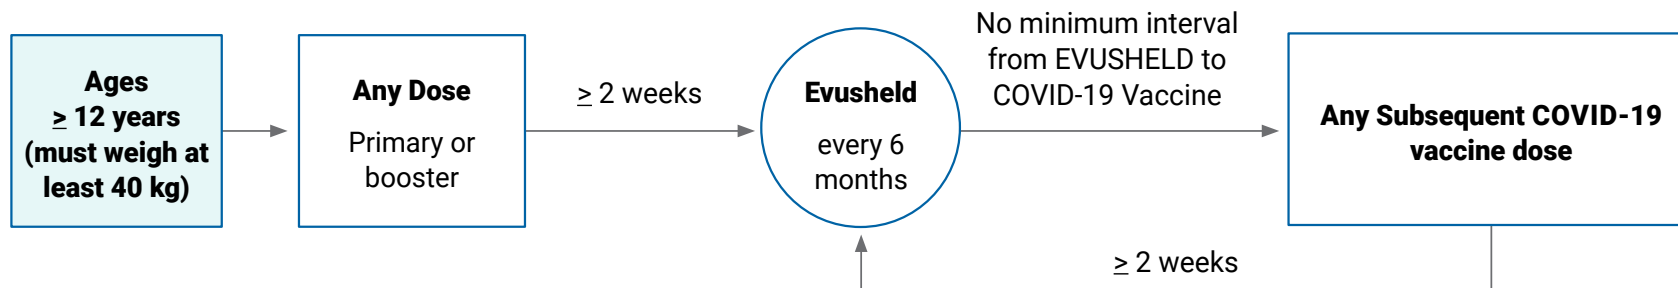 Ages
≥ 12 years
(must weigh at
least 40 kg)
Any Dose
Primary or
booster
≥ 2 weeks
Evusheld
every 6
months
No minimum interval
from EVUSHELD to
COVID-19 Vaccine
Any Subsequent COVID-19
vaccine dose
≥ 2 weeks